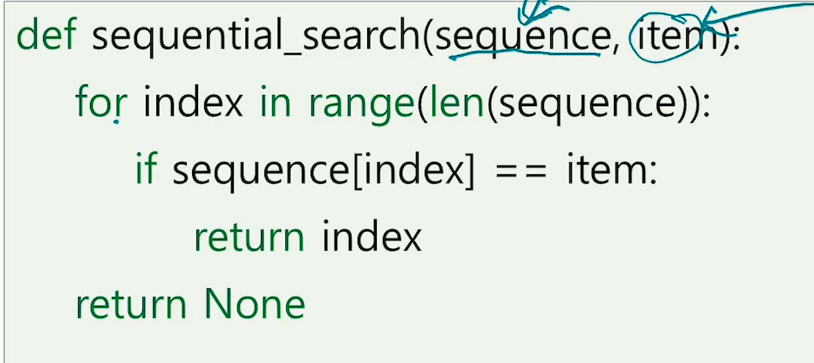 def sequential_search(sequence, item):
for index in range(len(sequence)):
if sequence[index] == item:
return index
return None